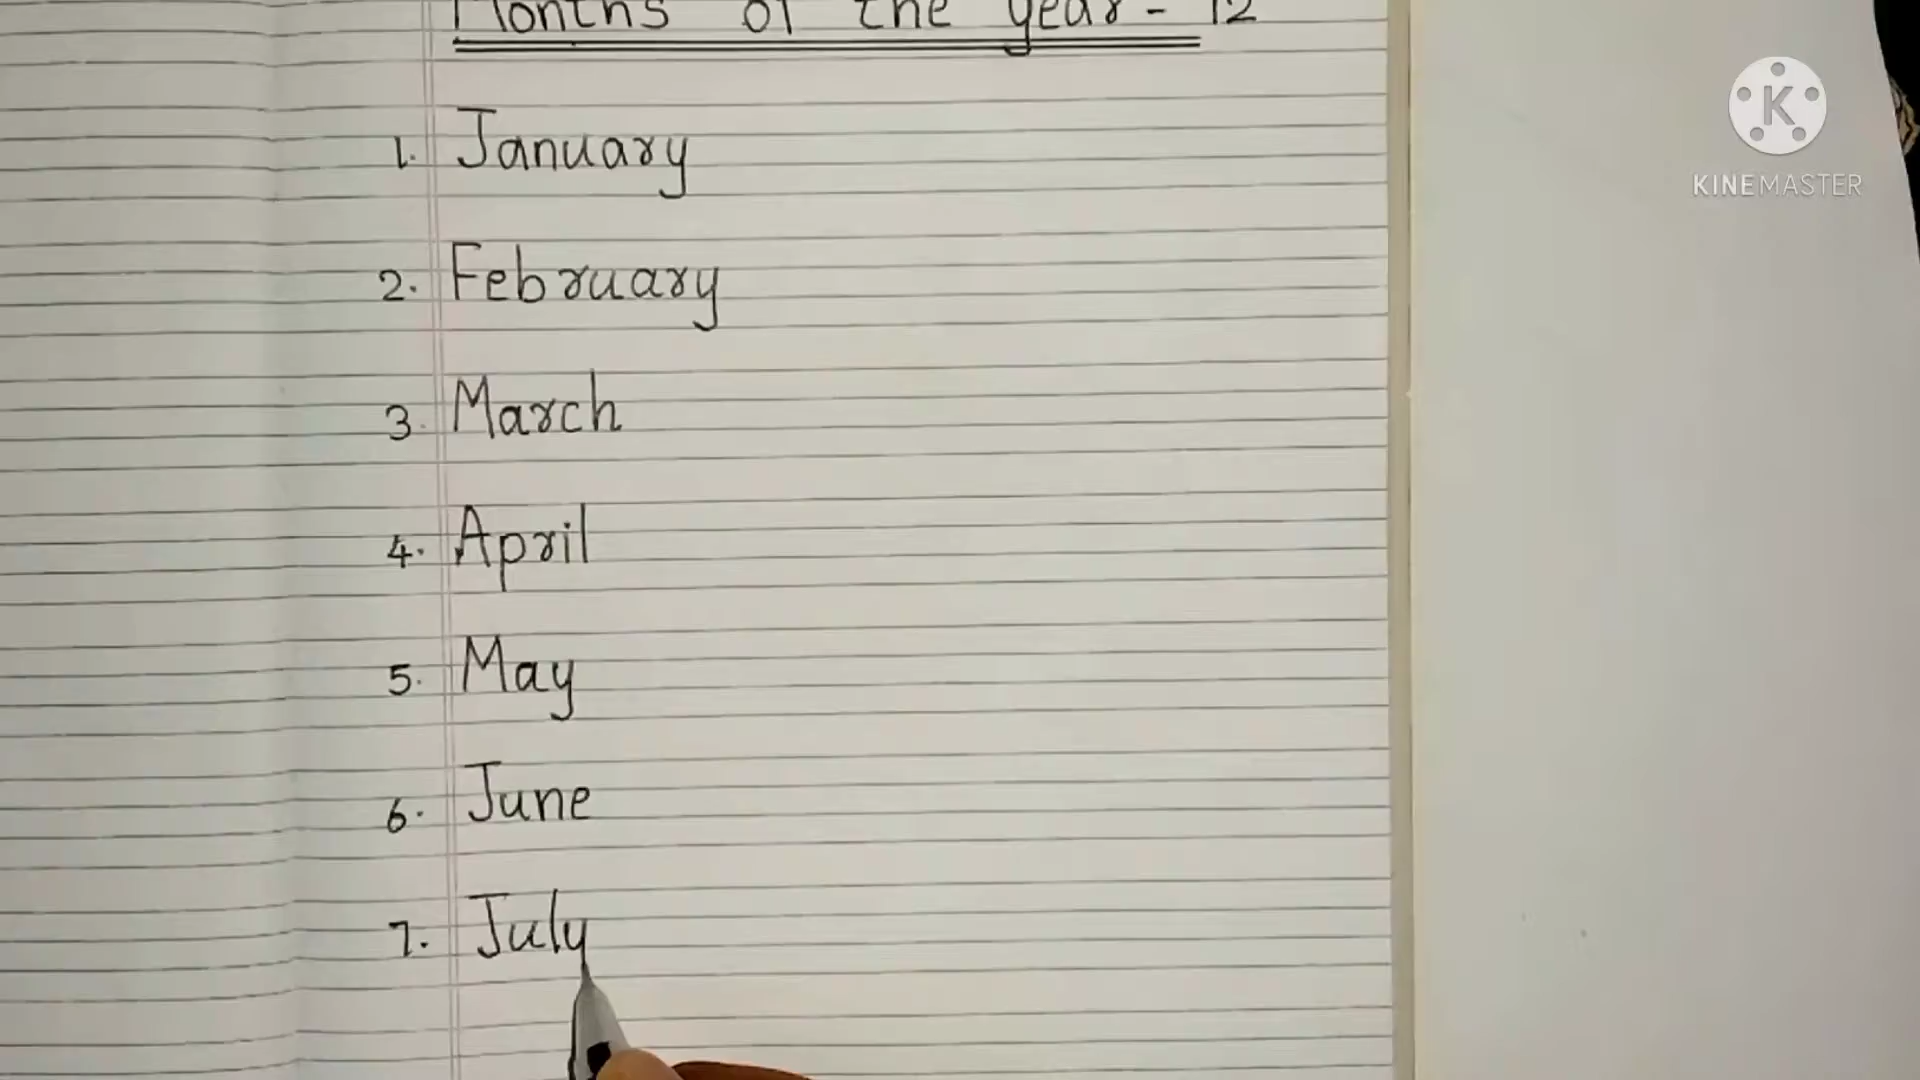 Months of the year - 12
1. January
2. February
3. March
4. April
5. May
6. June
7. July
KINEMASTER